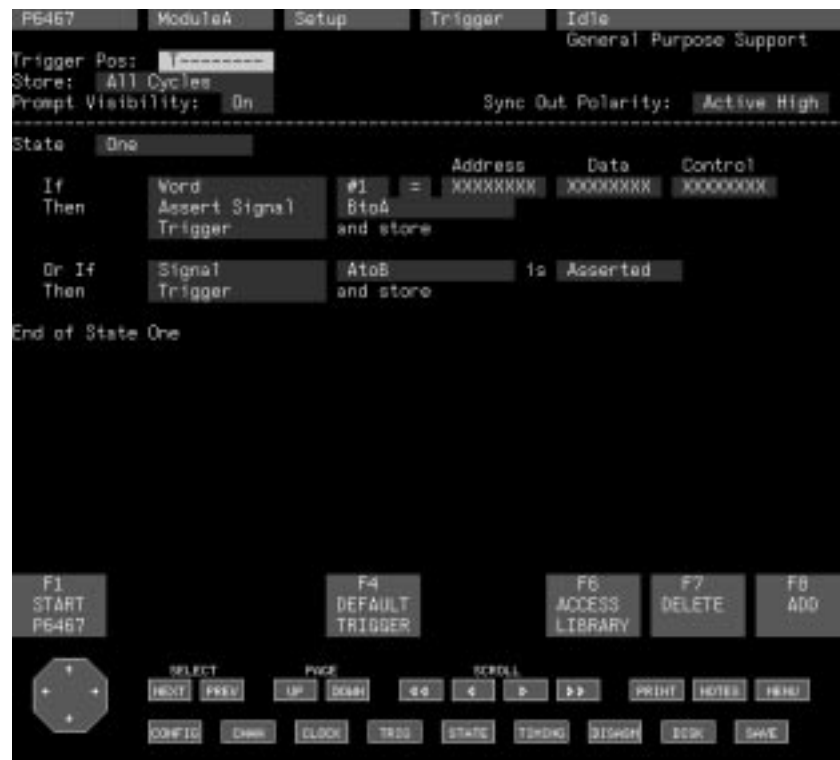 P6467 ModuleA Setup Trigger Idle
General Purpose Support
Trigger Pos: T--------
Store: All Cycles
Prompt Visibility: On Sync Out Polarity: Active High
State One
Address Data Control
If Word #1 = XXXXXXXX XXXXXXXX XXXXXXXX
Then Assert Signal BtoA
Trigger and store
Or If Signal AtoB is Asserted
Then Trigger and store
End of State One
F1 F4 F6 F7 F8
START DEFAULT ACCESS DELETE ADD
P6467 TRIGGER LIBRARY
SELECT PAGE SCROLL
NEXT PREV UP DOWN PRINT NOTES MENU
CONFIG CHAN CLOCK TRIG STATE TIMING DISASM DISK SAVE